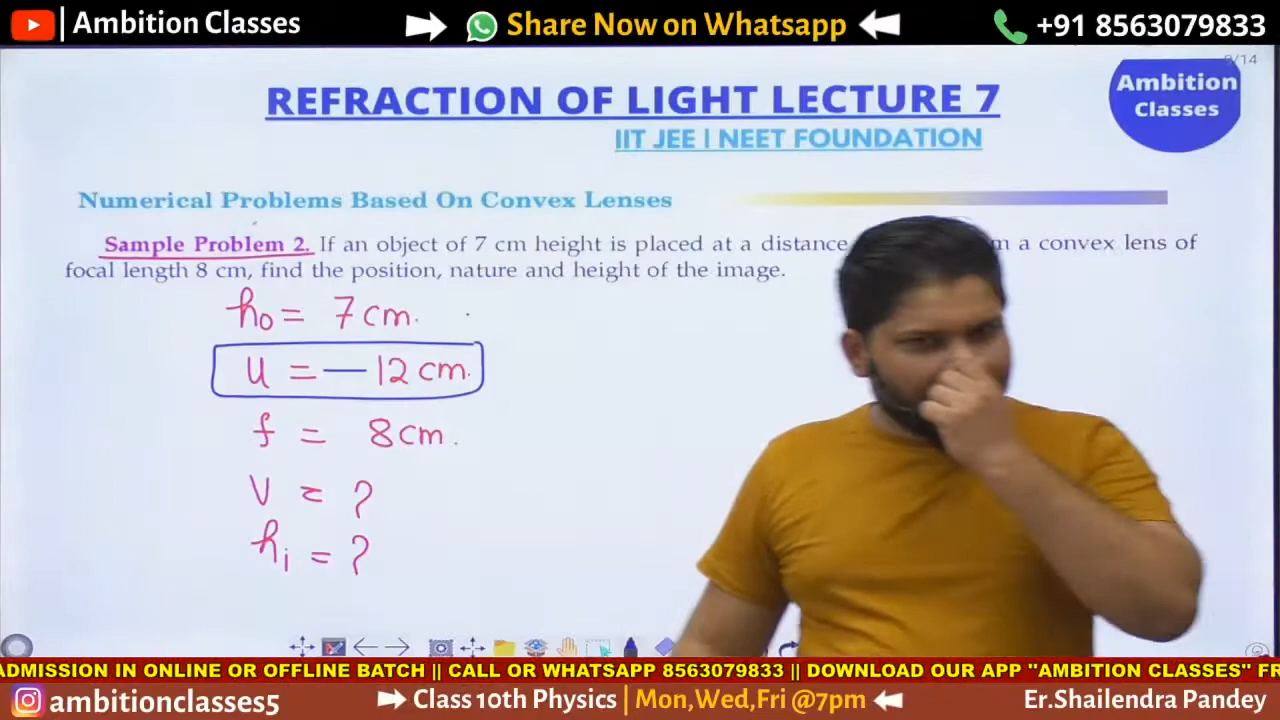 Ambition Classes
Share Now on Whatsapp
+91 8563079833
/14
REFRACTION OF LIGHT LECTURE 7
Ambition
Classes
IIT JEE | NEET FOUNDATION
Numerical Problems Based On Convex Lenses
Sample Problem 2. If an object of 7 cm height is placed at a distance a convex lens of
focal length 8 cm, find the position, nature and height of the image.
ho = 7 cm.
u = — 12 cm.
f = 8 cm.
v = ?
hi = ?
ADMISSION IN ONLINE OR OFFLINE BATCH || CALL OR WHATSAPP 8563079833 || DOWNLOAD OUR APP "AMBITION CLASSES"
ambitionclasses5
Class 10th Physics | Mon,Wed,Fri @7pm
Er.Shailendra Pandey